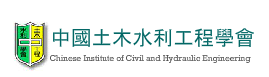 中國土木水利工程學會
Chinese Institute of Civil and Hydraulic Engineering